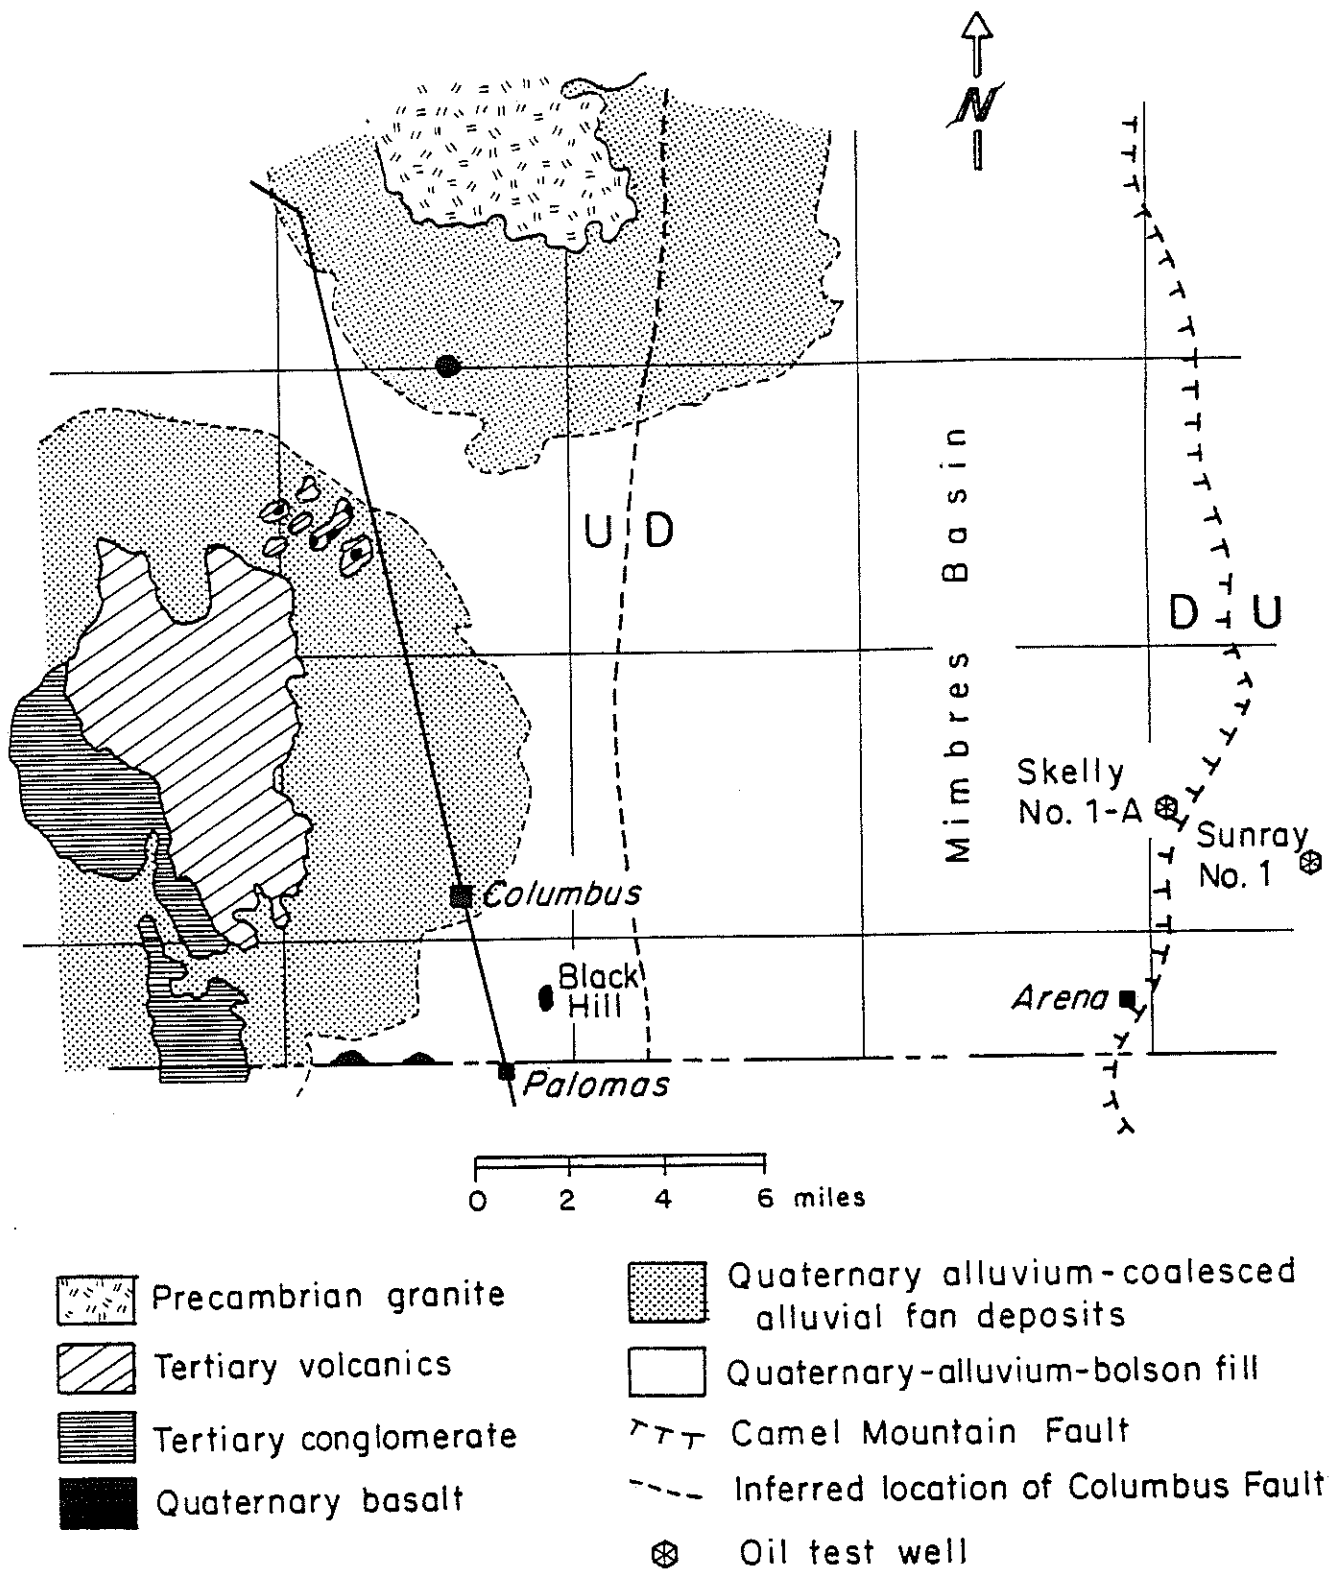 N
U D
Mimbres Basin
D U
Skelly
No. 1-A
Sunray
No. 1
Columbus
Black
Hill
Arena
Palomas
0 2 4 6 miles
Precambrian granite
Tertiary volcanics
Tertiary conglomerate
Quaternary basalt
Quaternary alluvium-coalesced
alluvial fan deposits
Quaternary-alluvium-bolson fill
Camel Mountain Fault
Inferred location of Columbus Fault
Oil test well